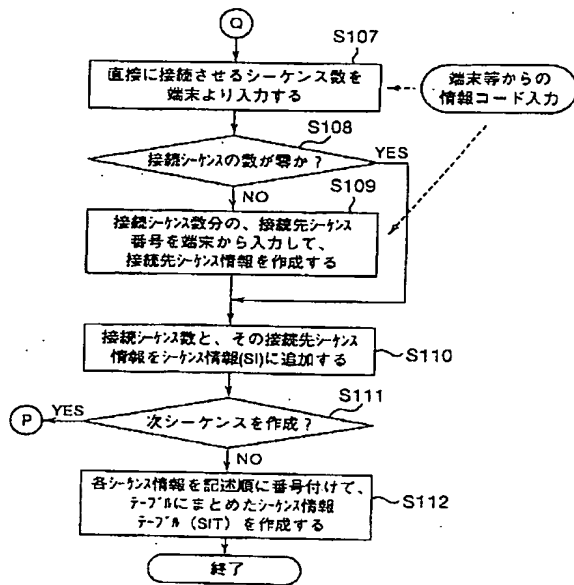 Q
S107
直接に接続させるシーケンス数を
端末より入力する
端末等からの
情報コード入力
S108
接続シーケンスの数が零か?
YES
NO
S109
接続シーケンス数分の、接続先シーケンス
番号を端末から入力して、
接続先シーケンス情報を作成する
接続シーケンス数と、その接続先シーケンス
情報をシーケンス情報(SI)に追加する
S110
S111
P
YES
次シーケンスを作成?
NO
各シーケンス情報を記述順に番号付けて、
テーブルにまとめたシーケンス情報
テーブル(SIT)を作成する
S112
終了